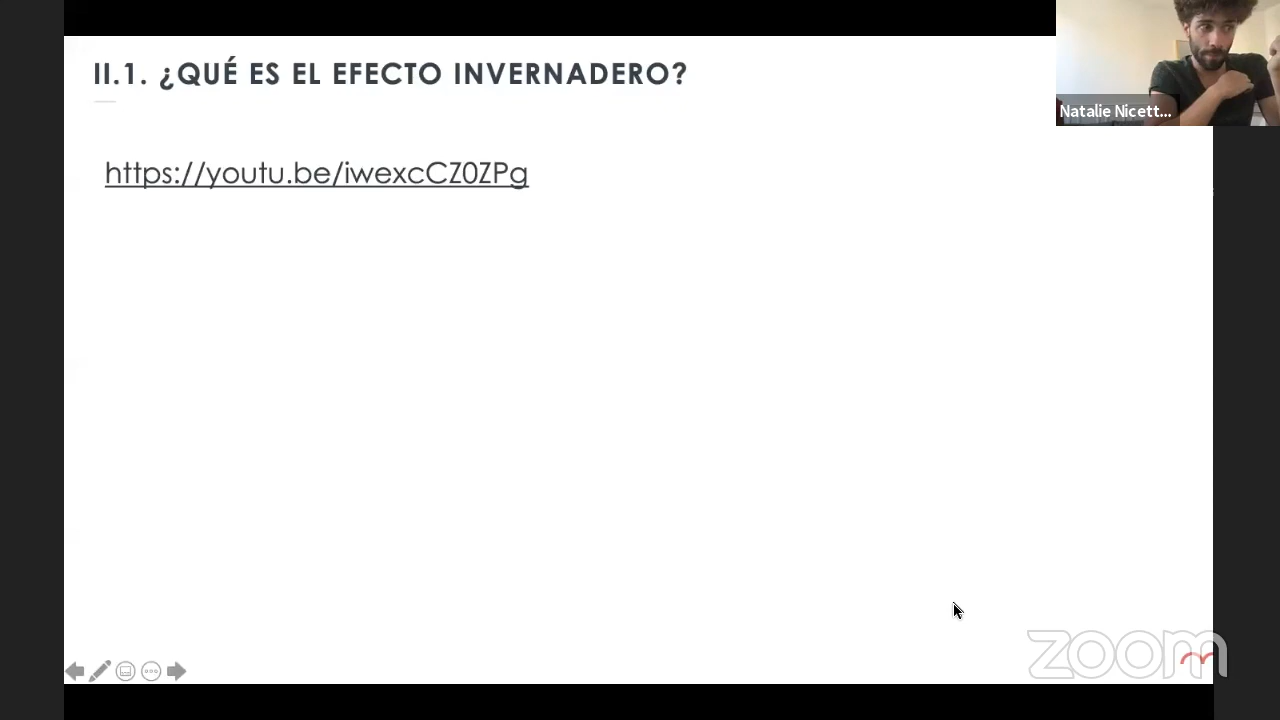 II.1. ¿QUÉ ES EL EFECTO INVERNADERO?
https://youtu.be/iwexcCZ0ZPg
Natalie Nicett...
zoom